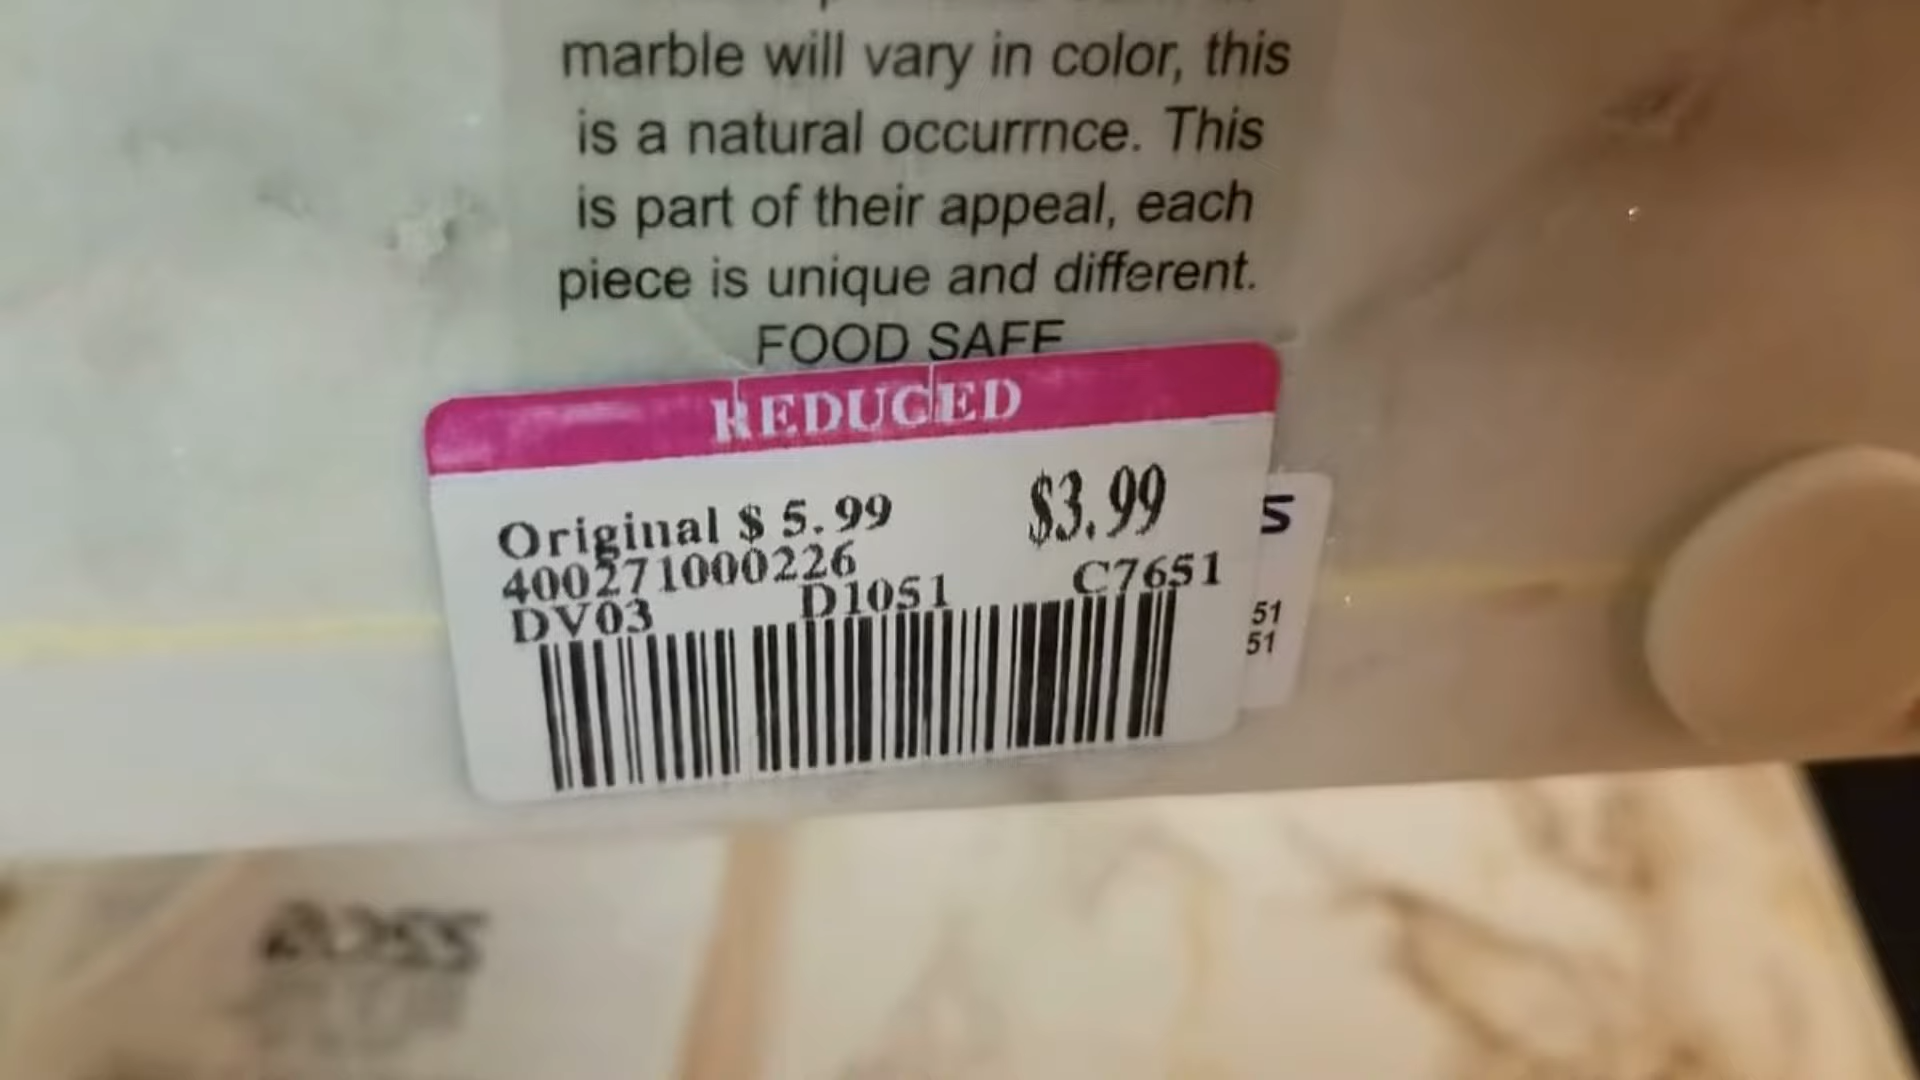 marble will vary in color, this
is a natural occurrnce. This
is part of their appeal, each
piece is unique and different.
FOOD SAFE
REDUCED
Original $ 5.99 $3.99
400271000226
DV03 D1051 C7651
S
51
51
ROSS